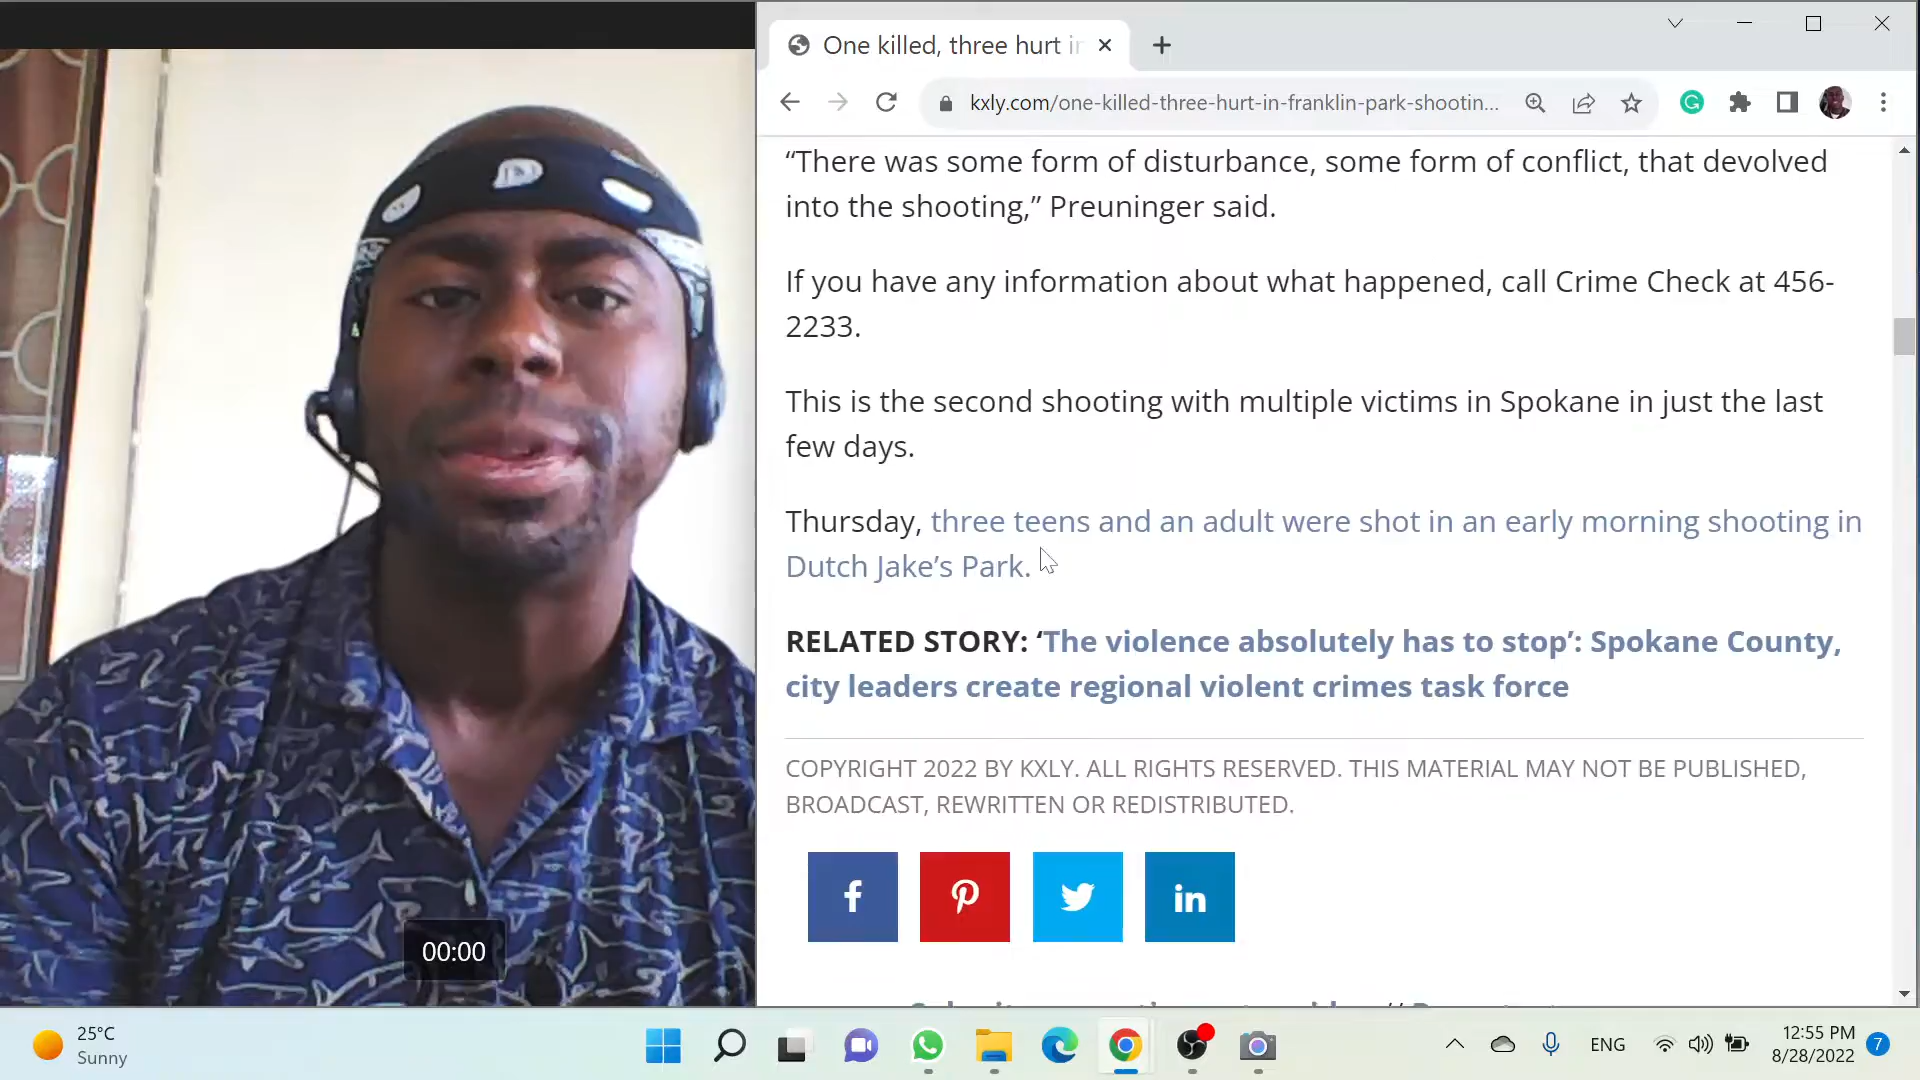 One killed, three hurt in
kxly.com/one-killed-three-hurt-in-franklin-park-shootin...
“There was some form of disturbance, some form of conflict, that devolved
into the shooting,” Preuninger said.
If you have any information about what happened, call Crime Check at 456-
2233.
This is the second shooting with multiple victims in Spokane in just the last
few days.
Thursday, three teens and an adult were shot in an early morning shooting in
Dutch Jake’s Park.
RELATED STORY: ‘The violence absolutely has to stop’: Spokane County,
city leaders create regional violent crimes task force
COPYRIGHT 2022 BY KXLY. ALL RIGHTS RESERVED. THIS MATERIAL MAY NOT BE PUBLISHED,
BROADCAST, REWRITTEN OR REDISTRIBUTED.
f
in
00:00
25°C
Sunny
ENG
12:55 PM
8/28/2022
7